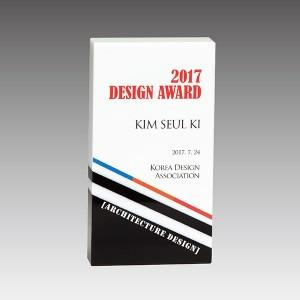 2017
DESIGN AWARD
KIM SEUL KI
2017. 7. 24
KOREA DESIGN
ASSOCIATION
[ARCHITECTURE DESIGN]